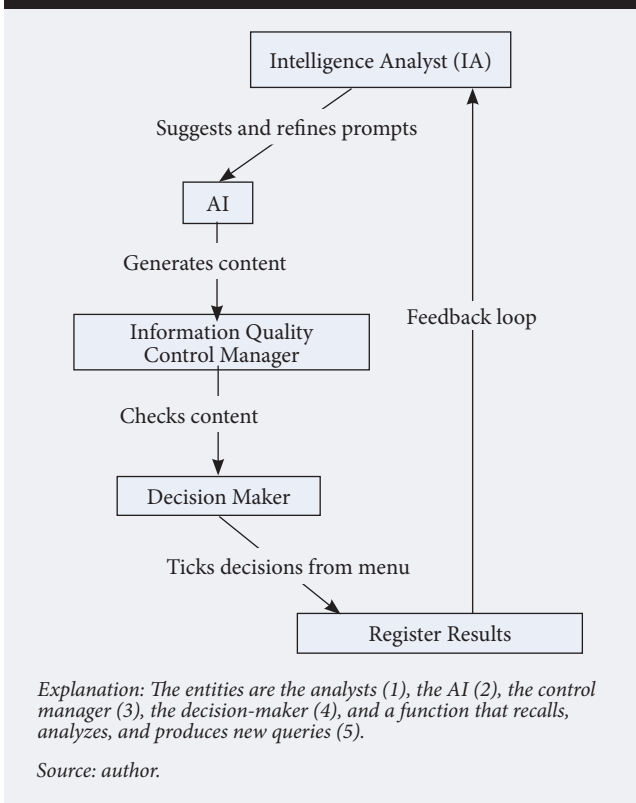 Intelligence Analyst (IA)
Suggests and refines prompts
AI
Generates content
Information Quality
Control Manager
Feedback loop
Checks content
Decision Maker
Ticks decisions from menu
Register Results
Explanation: The entities are the analysts (1), the AI (2), the control
manager (3), the decision-maker (4), and a function that recalls,
analyzes, and produces new queries (5).
Source: author.